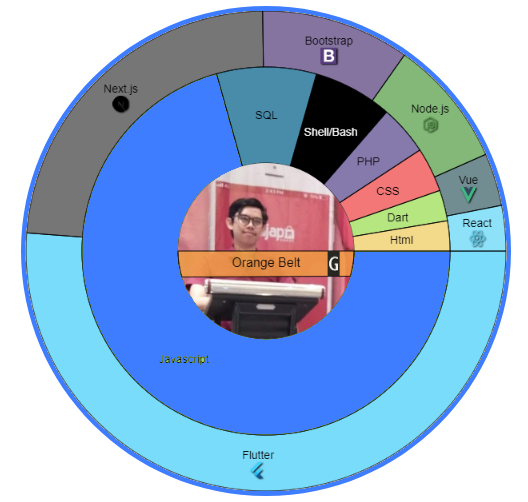 Bootstrap
B
Next.js
Node.js
SQL
Shell/Bash
PHP
Vue
CSS
Dart
React
Html
Orange Belt G
Javascript
Flutter